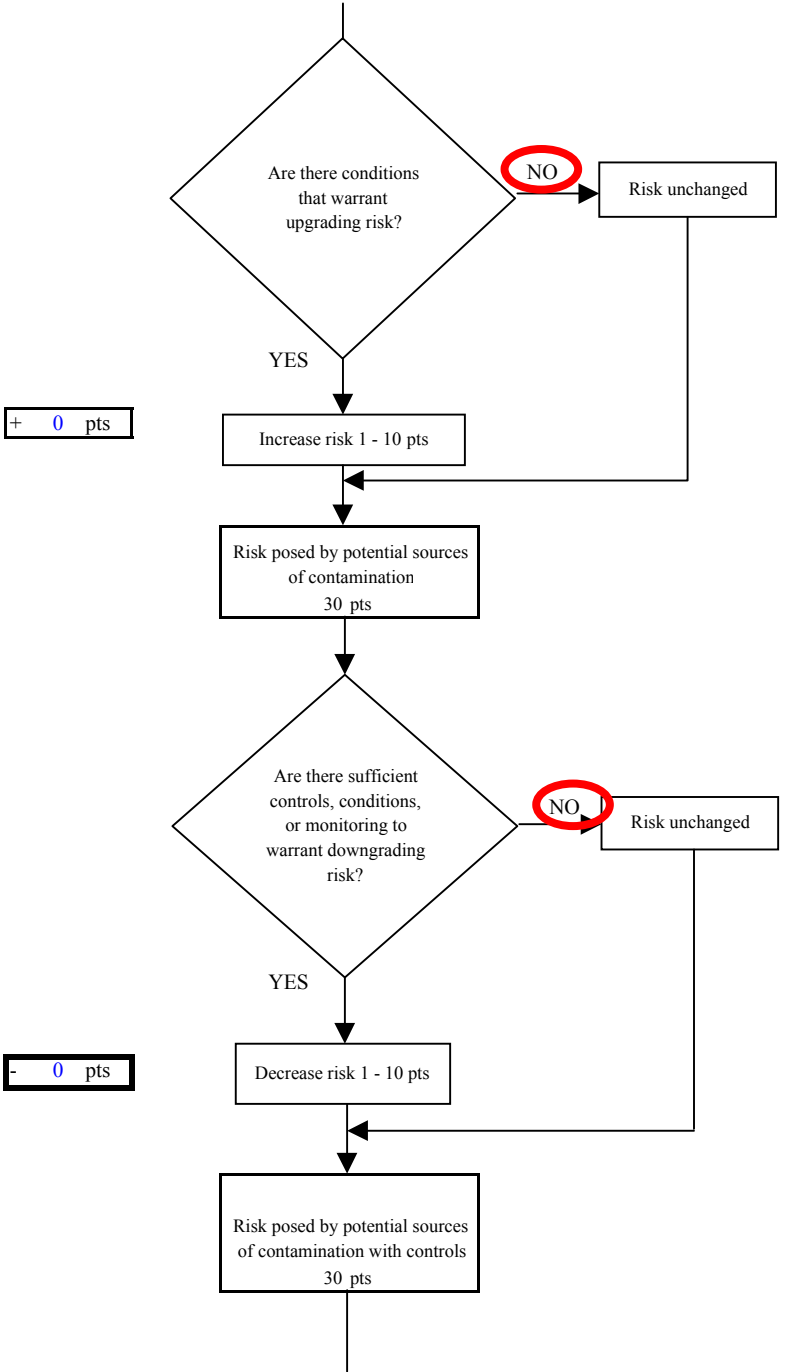 Are there conditions
that warrant
upgrading risk?
NO
Risk unchanged
YES
+ 0 pts
Increase risk 1 - 10 pts
Risk posed by potential sources
of contamination
30 pts
Are there sufficient
controls, conditions,
or monitoring to
warrant downgrading
risk?
NO
Risk unchanged
YES
- 0 pts
Decrease risk 1 - 10 pts
Risk posed by potential sources
of contamination with controls
30 pts